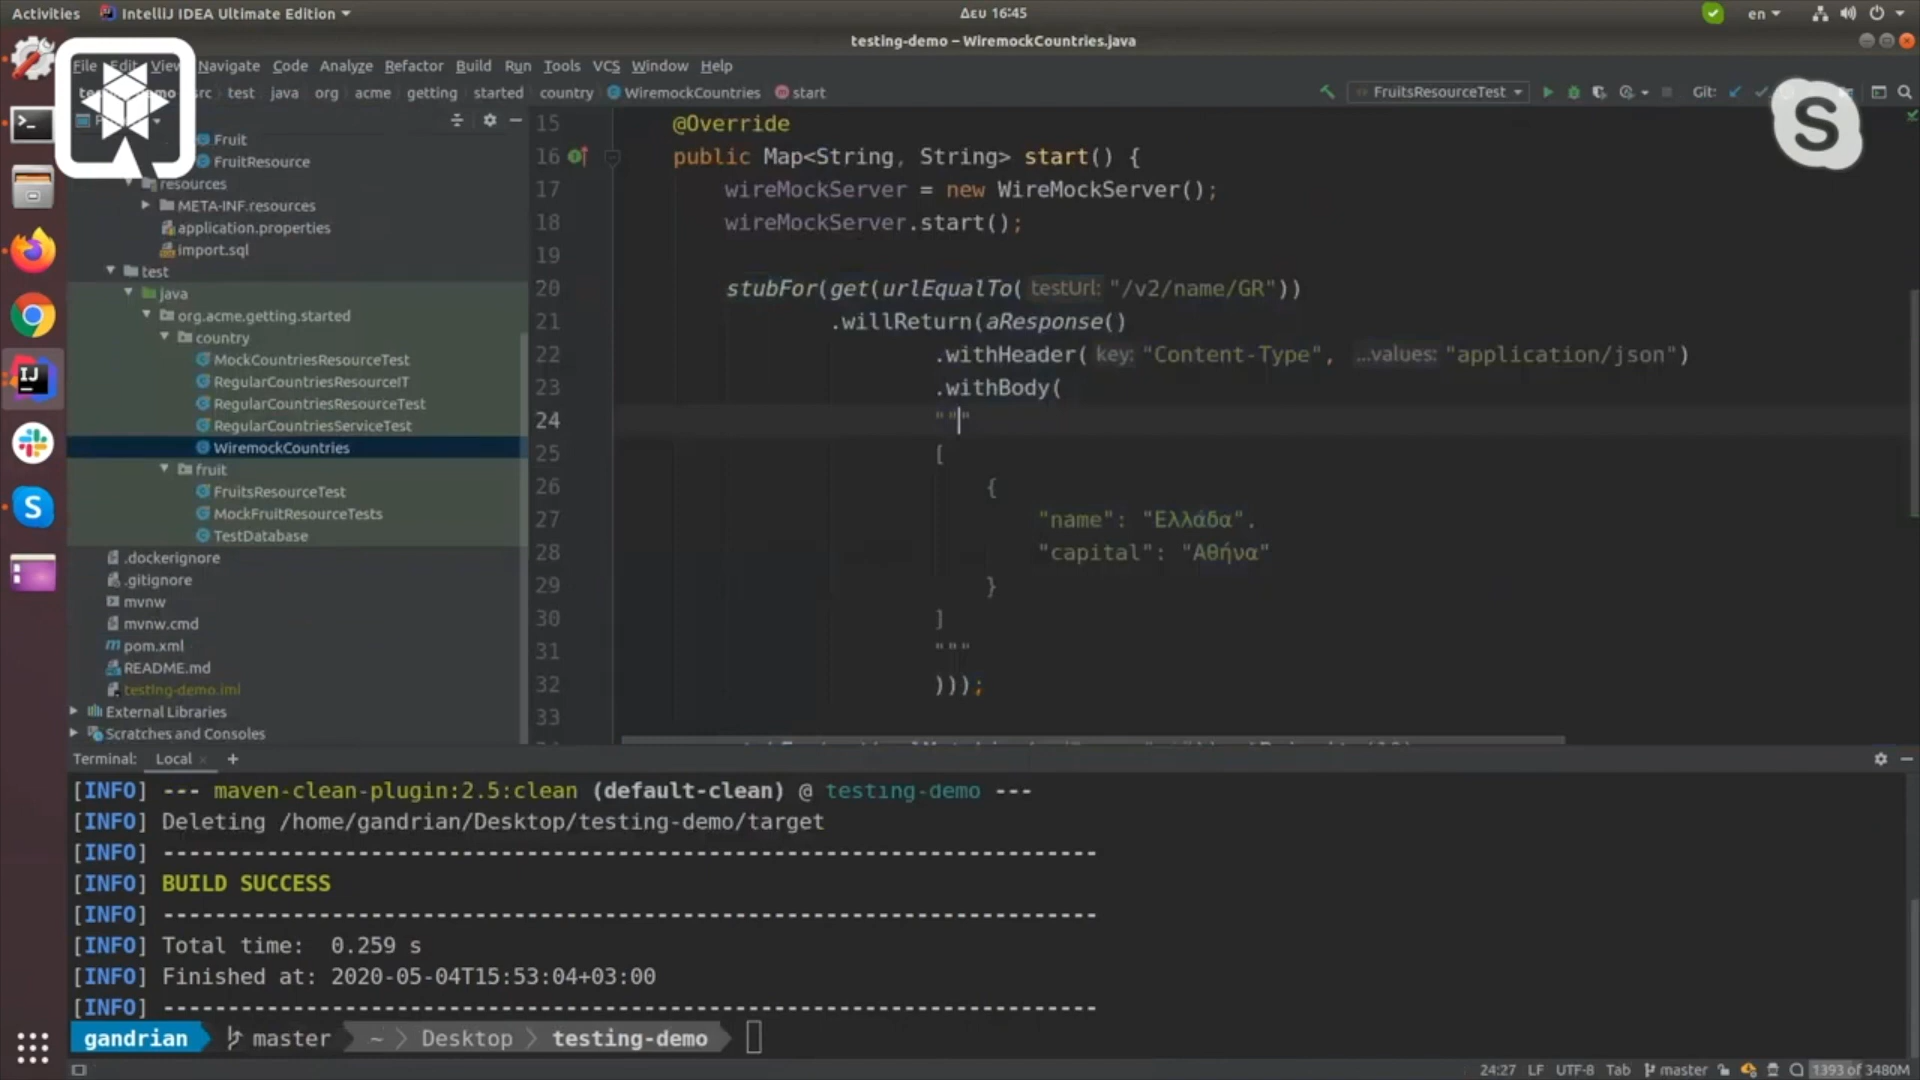 Activities IntelliJ IDEA Ultimate Edition Δευ 16:45 en
testing-demo – WiremockCountries.java
File Edit View Navigate Code Analyze Refactor Build Run Tools VCS Window Help
src test java org acme getting started country WiremockCountries start FruitsResourceTest Git:
Fruit
FruitResource
resources
META-INF.resources
application.properties
import.sql
test
java
org.acme.getting.started
country
MockCountriesResourceTest
RegularCountriesResourceIT
RegularCountriesResourceTest
RegularCountriesServiceTest
WiremockCountries
fruit
FruitsResourceTest
MockFruitResourceTests
TestDatabase
.dockerignore
.gitignore
mvnw
mvnw.cmd
pom.xml
README.md
testing-demo.iml
External Libraries
Scratches and Consoles
15 @Override
16 public Map<String, String> start() {
17 wireMockServer = new WireMockServer();
18 wireMockServer.start();
19
20 stubFor(get(urlEqualTo( testUrl: "/v2/name/GR"))
21 .willReturn(aResponse()
22 .withHeader( key: "Content-Type", ...values: "application/json")
23 .withBody(
24 """
25 [
26 {
27 "name": "Ελλάδα".
28 "capital": "Αθήνα"
29 }
30 ]
31 """
32 )));
33
Terminal: Local +
[INFO] --- maven-clean-plugin:2.5:clean (default-clean) @ testing-demo ---
[INFO] Deleting /home/gandrian/Desktop/testing-demo/target
[INFO] ------------------------------------------------------------------------
[INFO] BUILD SUCCESS
[INFO] ------------------------------------------------------------------------
[INFO] Total time: 0.259 s
[INFO] Finished at: 2020-05-04T15:53:04+03:00
[INFO] ------------------------------------------------------------------------
gandrian master ~ Desktop testing-demo
24:27 LF UTF-8 Tab master 1393 of 3480M